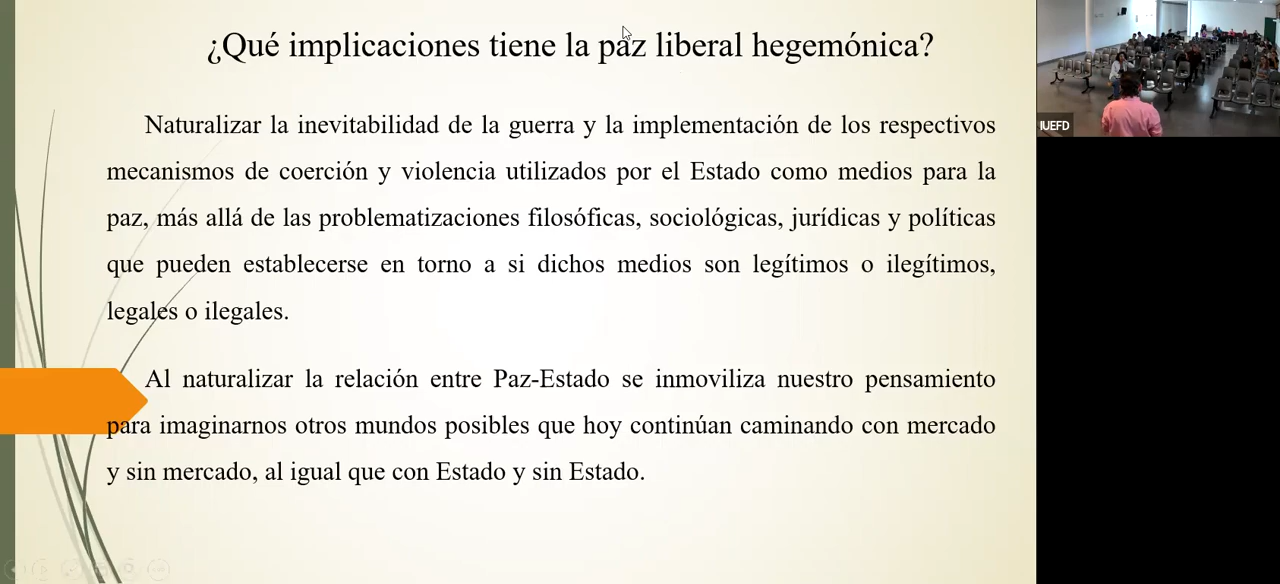 ¿Qué implicaciones tiene la paz liberal hegemónica?
Naturalizar la inevitabilidad de la guerra y la implementación de los respectivos
mecanismos de coerción y violencia utilizados por el Estado como medios para la
paz, más allá de las problematizaciones filosóficas, sociológicas, jurídicas y políticas
que pueden establecerse en torno a si dichos medios son legítimos o ilegítimos,
legales o ilegales.
Al naturalizar la relación entre Paz-Estado se inmoviliza nuestro pensamiento
para imaginarnos otros mundos posibles que hoy continúan caminando con mercado
y sin mercado, al igual que con Estado y sin Estado.
IUEFD